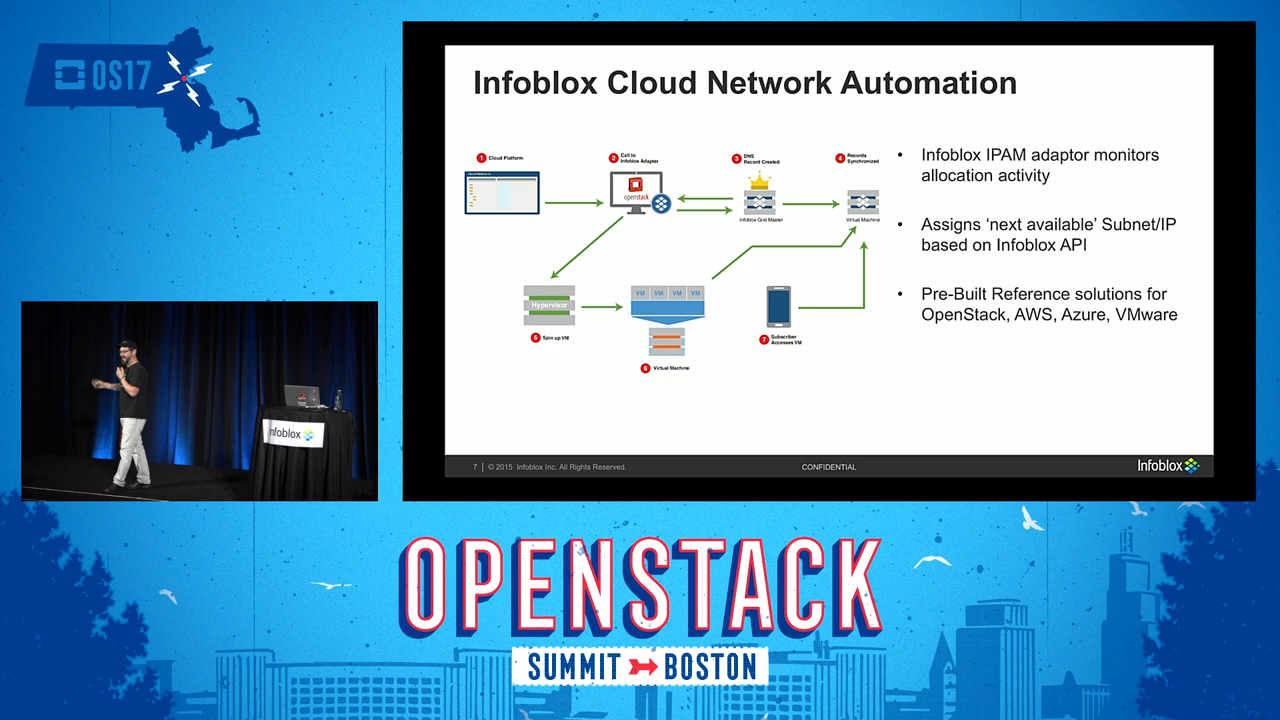 OS17
Infoblox Cloud Network Automation
1 Cloud Platform
2 Call to
Infoblox Adapter
3 DNS
Record Created
4 Records
Synchronized
openstack
Infoblox Grid Master
Virtual Machine
Hypervisor
VM VM VM VM
5 Spin up VM
6 Virtual Machine
7 Subscriber
Accesses VM
• Infoblox IPAM adaptor monitors
allocation activity
• Assigns ‘next available’ Subnet/IP
based on Infoblox API
• Pre-Built Reference solutions for
OpenStack, AWS, Azure, VMware
7 | © 2015 Infoblox Inc. All Rights Reserved.
CONFIDENTIAL
Infoblox
Infoblox
OPENSTACK
SUMMIT BOSTON